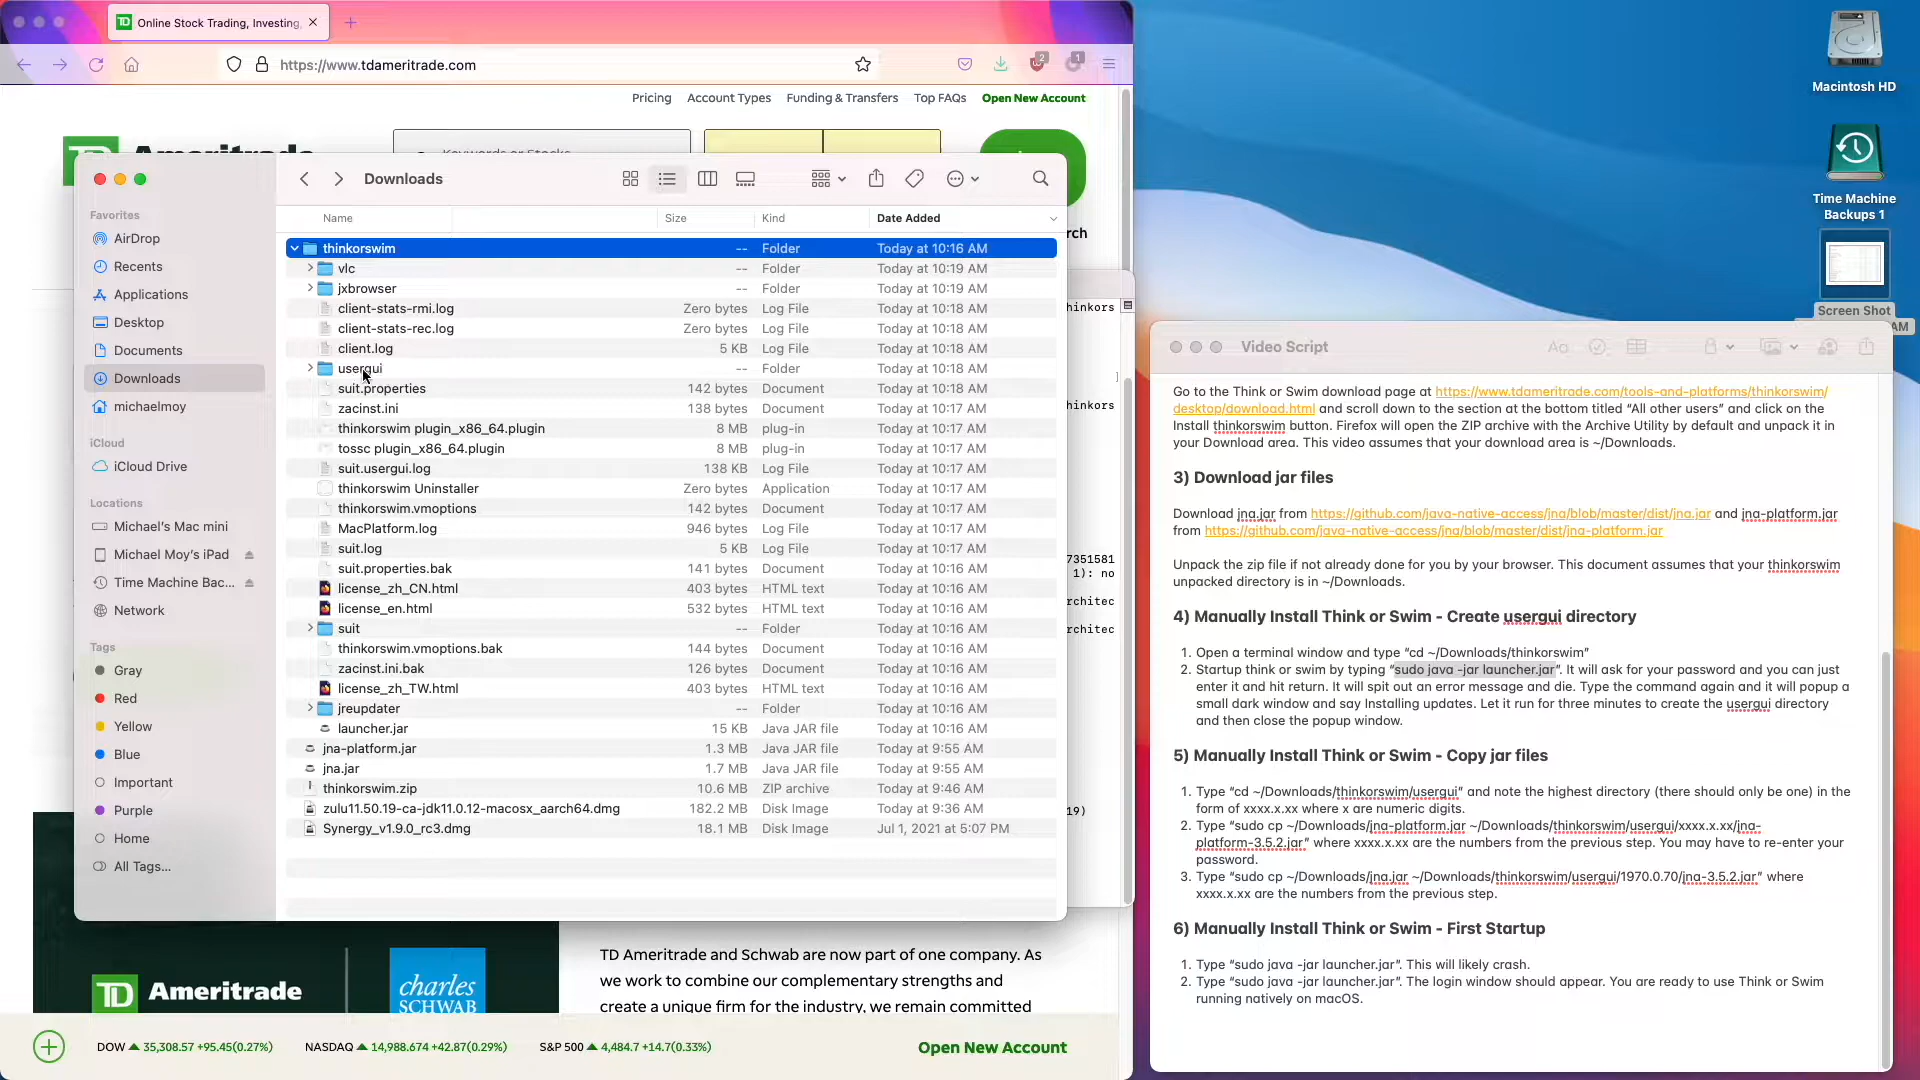 Online Stock Trading, Investing,
https://www.tdameritrade.com
Pricing Account Types Funding & Transfers Top FAQs Open New Account
Downloads
Name Size Kind Date Added
thinkorswim -- Folder Today at 10:16 AM
vlc -- Folder Today at 10:19 AM
jxbrowser -- Folder Today at 10:19 AM
client-stats-rmi.log Zero bytes Log File Today at 10:18 AM
client-stats-rec.log Zero bytes Log File Today at 10:18 AM
client.log 5 KB Log File Today at 10:18 AM
usergui -- Folder Today at 10:18 AM
suit.properties 142 bytes Document Today at 10:18 AM
zacinst.ini 138 bytes Document Today at 10:17 AM
thinkorswim plugin_x86_64.plugin 8 MB plug-in Today at 10:17 AM
tossc plugin_x86_64.plugin 8 MB plug-in Today at 10:17 AM
suit.usergui.log 138 KB Log File Today at 10:17 AM
thinkorswim Uninstaller Zero bytes Application Today at 10:17 AM
thinkorswim.vmoptions 142 bytes Document Today at 10:17 AM
MacPlatform.log 946 bytes Log File Today at 10:17 AM
suit.log 5 KB Log File Today at 10:17 AM
suit.properties.bak 141 bytes Document Today at 10:16 AM
license_zh_CN.html 403 bytes HTML text Today at 10:16 AM
license_en.html 532 bytes HTML text Today at 10:16 AM
suit -- Folder Today at 10:16 AM
thinkorswim.vmoptions.bak 144 bytes Document Today at 10:16 AM
zacinst.ini.bak 126 bytes Document Today at 10:16 AM
license_zh_TW.html 403 bytes HTML text Today at 10:16 AM
jreupdater -- Folder Today at 10:16 AM
launcher.jar 15 KB Java JAR file Today at 10:16 AM
jna-platform.jar 1.3 MB Java JAR file Today at 9:55 AM
jna.jar 1.7 MB Java JAR file Today at 9:55 AM
thinkorswim.zip 10.6 MB ZIP archive Today at 9:46 AM
zulu11.50.19-ca-jdk11.0.12-macosx_aarch64.dmg 182.2 MB Disk Image Today at 9:36 AM
Synergy_v1.9.0_rc3.dmg 18.1 MB Disk Image Jul 1, 2021 at 5:07 PM
Favorites
AirDrop
Recents
Applications
Desktop
Documents
Downloads
michaelmoy
iCloud
iCloud Drive
Locations
Michael's Mac mini
Michael Moy's iPad
Time Machine Bac...
Network
Tags
Gray
Red
Yellow
Blue
Important
Purple
Home
All Tags...
rch
hinkors
hinkors
7351581
1): no
rchitec
rchitec
19)
TD Ameritrade
charles
SCHWAB
TD Ameritrade and Schwab are now part of one company. As
we work to combine our complementary strengths and
create a unique firm for the industry, we remain committed
DOW 35,308.57 +95.45(0.27%) NASDAQ 14,988.674 +42.87(0.29%) S&P 500 4,484.7 +14.7(0.33%) Open New Account
Macintosh HD
Time Machine
Backups 1
Screen Shot
AM
Video Script
Go to the Think or Swim download page at https://www.tdameritrade.com/tools-and-platforms/thinkorswim/
desktop/download.html and scroll down to the section at the bottom titled “All other users” and click on the
Install thinkorswim button. Firefox will open the ZIP archive with the Archive Utility by default and unpack it in
your Download area. This video assumes that your download area is ~/Downloads.
3) Download jar files
Download jna.jar from https://github.com/java-native-access/jna/blob/master/dist/jna.jar and jna-platform.jar
from https://github.com/java-native-access/jna/blob/master/dist/jna-platform.jar
Unpack the zip file if not already done for you by your browser. This document assumes that your thinkorswim
unpacked directory is in ~/Downloads.
4) Manually Install Think or Swim - Create usergui directory
1. Open a terminal window and type “cd ~/Downloads/thinkorswim”
2. Startup think or swim by typing “sudo java -jar launcher.jar”. It will ask for your password and you can just
enter it and hit return. It will spit out an error message and die. Type the command again and it will popup a
small dark window and say Installing updates. Let it run for three minutes to create the usergui directory
and then close the popup window.
5) Manually Install Think or Swim - Copy jar files
1. Type “cd ~/Downloads/thinkorswim/usergui” and note the highest directory (there should only be one) in the
form of xxxx.x.xx where x are numeric digits.
2. Type “sudo cp ~/Downloads/jna-platform.jar ~/Downloads/thinkorswim/usergui/xxxx.x.xx/jna-
platform-3.5.2.jar” where xxxx.x.xx are the numbers from the previous step. You may have to re-enter your
password.
3. Type “sudo cp ~/Downloads/jna.jar ~/Downloads/thinkorswim/usergui/1970.0.70/jna-3.5.2.jar” where
xxxx.x.xx are the numbers from the previous step.
6) Manually Install Think or Swim - First Startup
1. Type “sudo java -jar launcher.jar”. This will likely crash.
2. Type “sudo java -jar launcher.jar”. The login window should appear. You are ready to use Think or Swim
running natively on macOS.